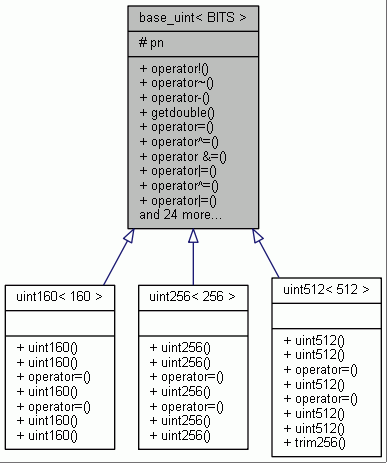 base_uint< BITS >
# pn
+ operator!()
+ operator~()
+ operator-()
+ getdouble()
+ operator=()
+ operator^=()
+ operator &=()
+ operator|=()
+ operator^=()
+ operator|=()
and 24 more...
uint160< 160 >
+ uint160()
+ uint160()
+ operator=()
+ uint160()
+ operator=()
+ uint160()
+ uint160()
uint256< 256 >
+ uint256()
+ uint256()
+ operator=()
+ uint256()
+ operator=()
+ uint256()
+ uint256()
uint512< 512 >
+ uint512()
+ uint512()
+ operator=()
+ uint512()
+ operator=()
+ uint512()
+ uint512()
+ trim256()